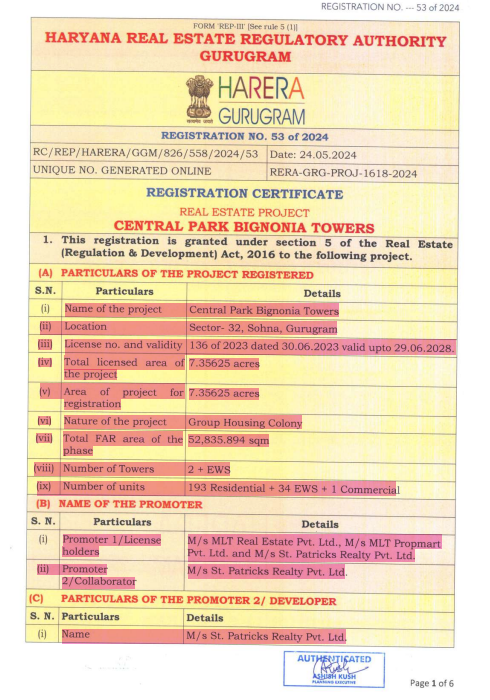 REGISTRATION NO. --- 53 of 2024
FORM 'REP-III' [See rule 5 (1)]
HARYANA REAL ESTATE REGULATORY AUTHORITY
GURUGRAM
HARERA
GURUGRAM
REGISTRATION NO. 53 of 2024
RC/REP/HARERA/GGM/826/558/2024/53 Date: 24.05.2024
UNIQUE NO. GENERATED ONLINE RERA-GRG-PROJ-1618-2024
REGISTRATION CERTIFICATE
REAL ESTATE PROJECT
CENTRAL PARK BIGNONIA TOWERS
1. This registration is granted under section 5 of the Real Estate
(Regulation & Development) Act, 2016 to the following project.
(A) PARTICULARS OF THE PROJECT REGISTERED
S.N. Particulars Details
(i) Name of the project Central Park Bignonia Towers
(ii) Location Sector- 32, Sohna, Gurugram
(iii) License no. and validity 136 of 2023 dated 30.06.2023 valid upto 29.06.2028.
(iv) Total licensed area of 7.35625 acres
the project
(v) Area of project for 7.35625 acres
registration
(vi) Nature of the project Group Housing Colony
(vii) Total FAR area of the 52,835.894 sqm
phase
(viii) Number of Towers 2 + EWS
(ix) Number of units 193 Residential + 34 EWS + 1 Commercial
(B) NAME OF THE PROMOTER
S. N. Particulars Details
(i) Promoter 1/License M/s MLT Real Estate Pvt. Ltd., M/s MLT Propmart
holders Pvt. Ltd. and M/s St. Patricks Realty Pvt. Ltd.
(ii) Promoter M/s St. Patricks Realty Pvt. Ltd.
2/Collaborator
(C) PARTICULARS OF THE PROMOTER 2/ DEVELOPER
S. N. Particulars Details
(i) Name M/s St. Patricks Realty Pvt. Ltd.
AUTHENTICATED
ASHISH KUSH
PLANNING EXECUTIVE
Page 1 of 6